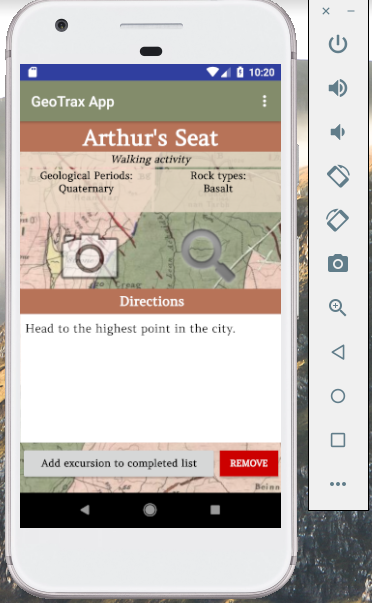 10:20
GeoTrax App
Arthur's Seat
Walking activity
Geological Periods:
Quaternary
Rock types:
Basalt
Directions
Head to the highest point in the city.
Add excursion to completed list
REMOVE
Beinn